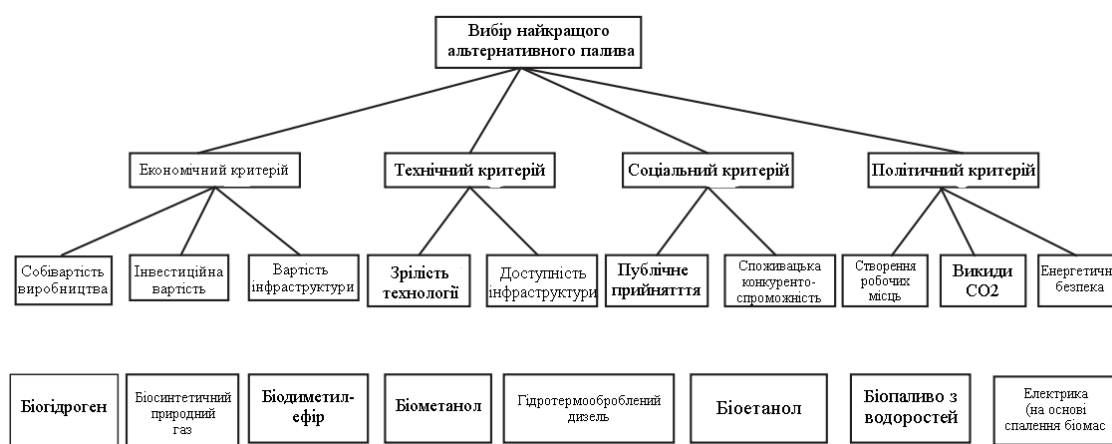 Вибір найкращого
альтернативного палива
Економічний критерій
Технічний критерій
Соціальний критерій
Політичний критерій
Собівартість
виробництва
Інвестиційна
вартість
Вартість
інфраструктури
Зрілість
технології
Доступність
інфраструктури
Публічне
прийнятття
Споживацька
конкуренто-
спроможність
Створення
робочих
місць
Викиди
СО2
Енергетичн
безпека
Біогідроген
Біосинтетичний
природний
газ
Біодиметил-
ефір
Біометанол
Гідротермооброблений
дизель
Біоетанол
Біопаливо з
водоростей
Електрика
(на основі
спалення біомас